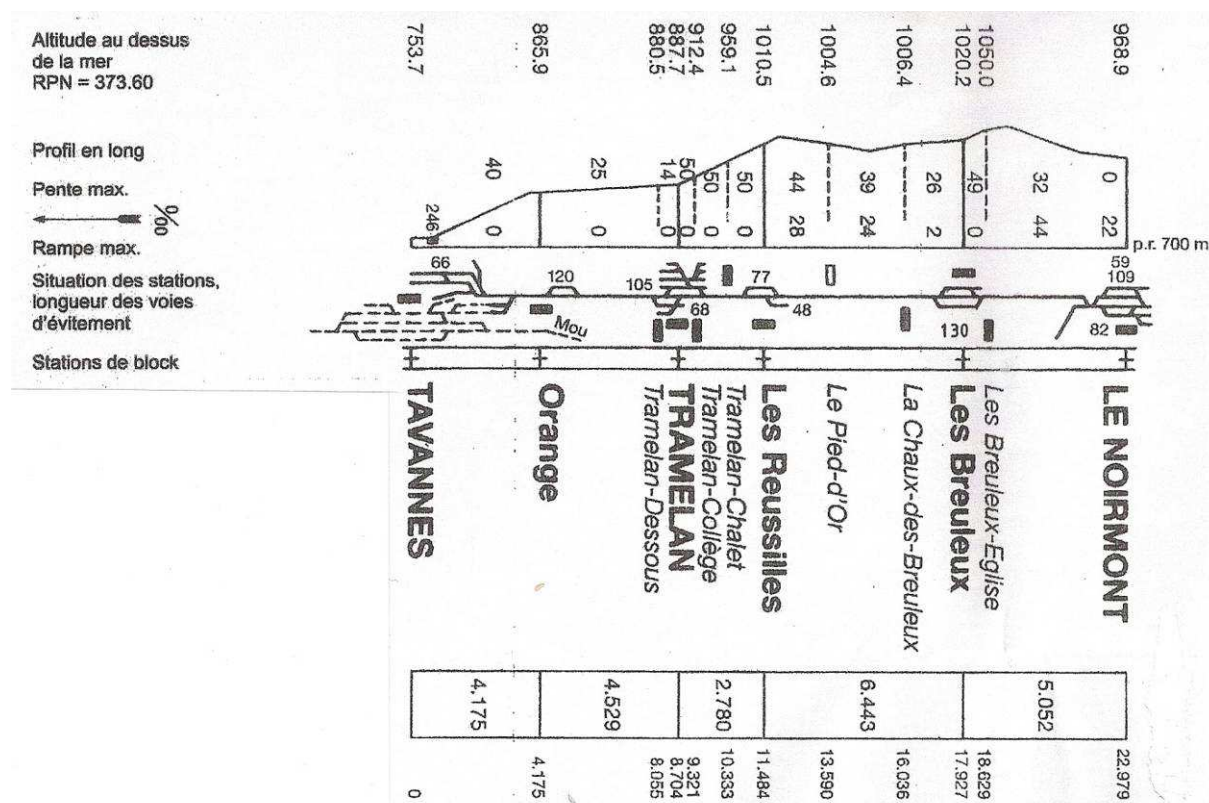 Altitude au dessus
de la mer
RPN = 373.60
753.7
865.9
880.5
887.7
912.4
959.1
1010.5
1004.6
1006.4
1020.2
1050.0
968.9
Profil en long
Pente max.
‰
Rampe max.
246
40
0
25
0
14
0
50
0
50
0
50
0
44
28
39
24
26
2
49
0
32
44
0
22
p.r. 700 m
Situation des stations,
longueur des voies
d'évitement
66
120
105
68
77
48
130
59
109
82
Mou
Stations de block
TAVANNES
Orange
Tramelan-Dessous
TRAMELAN
Tramelan-Collège
Tramelan-Chalet
Les Reussilles
Le Pied-d'Or
La Chaux-des-Breuleux
Les Breuleux
Les Breuleux-Eglise
LE NOIRMONT
4.175
4.529
2.780
6.443
5.052
0
4.175
8.055
8.704
9.321
10.333
11.484
13.590
16.036
17.927
18.629
22.979